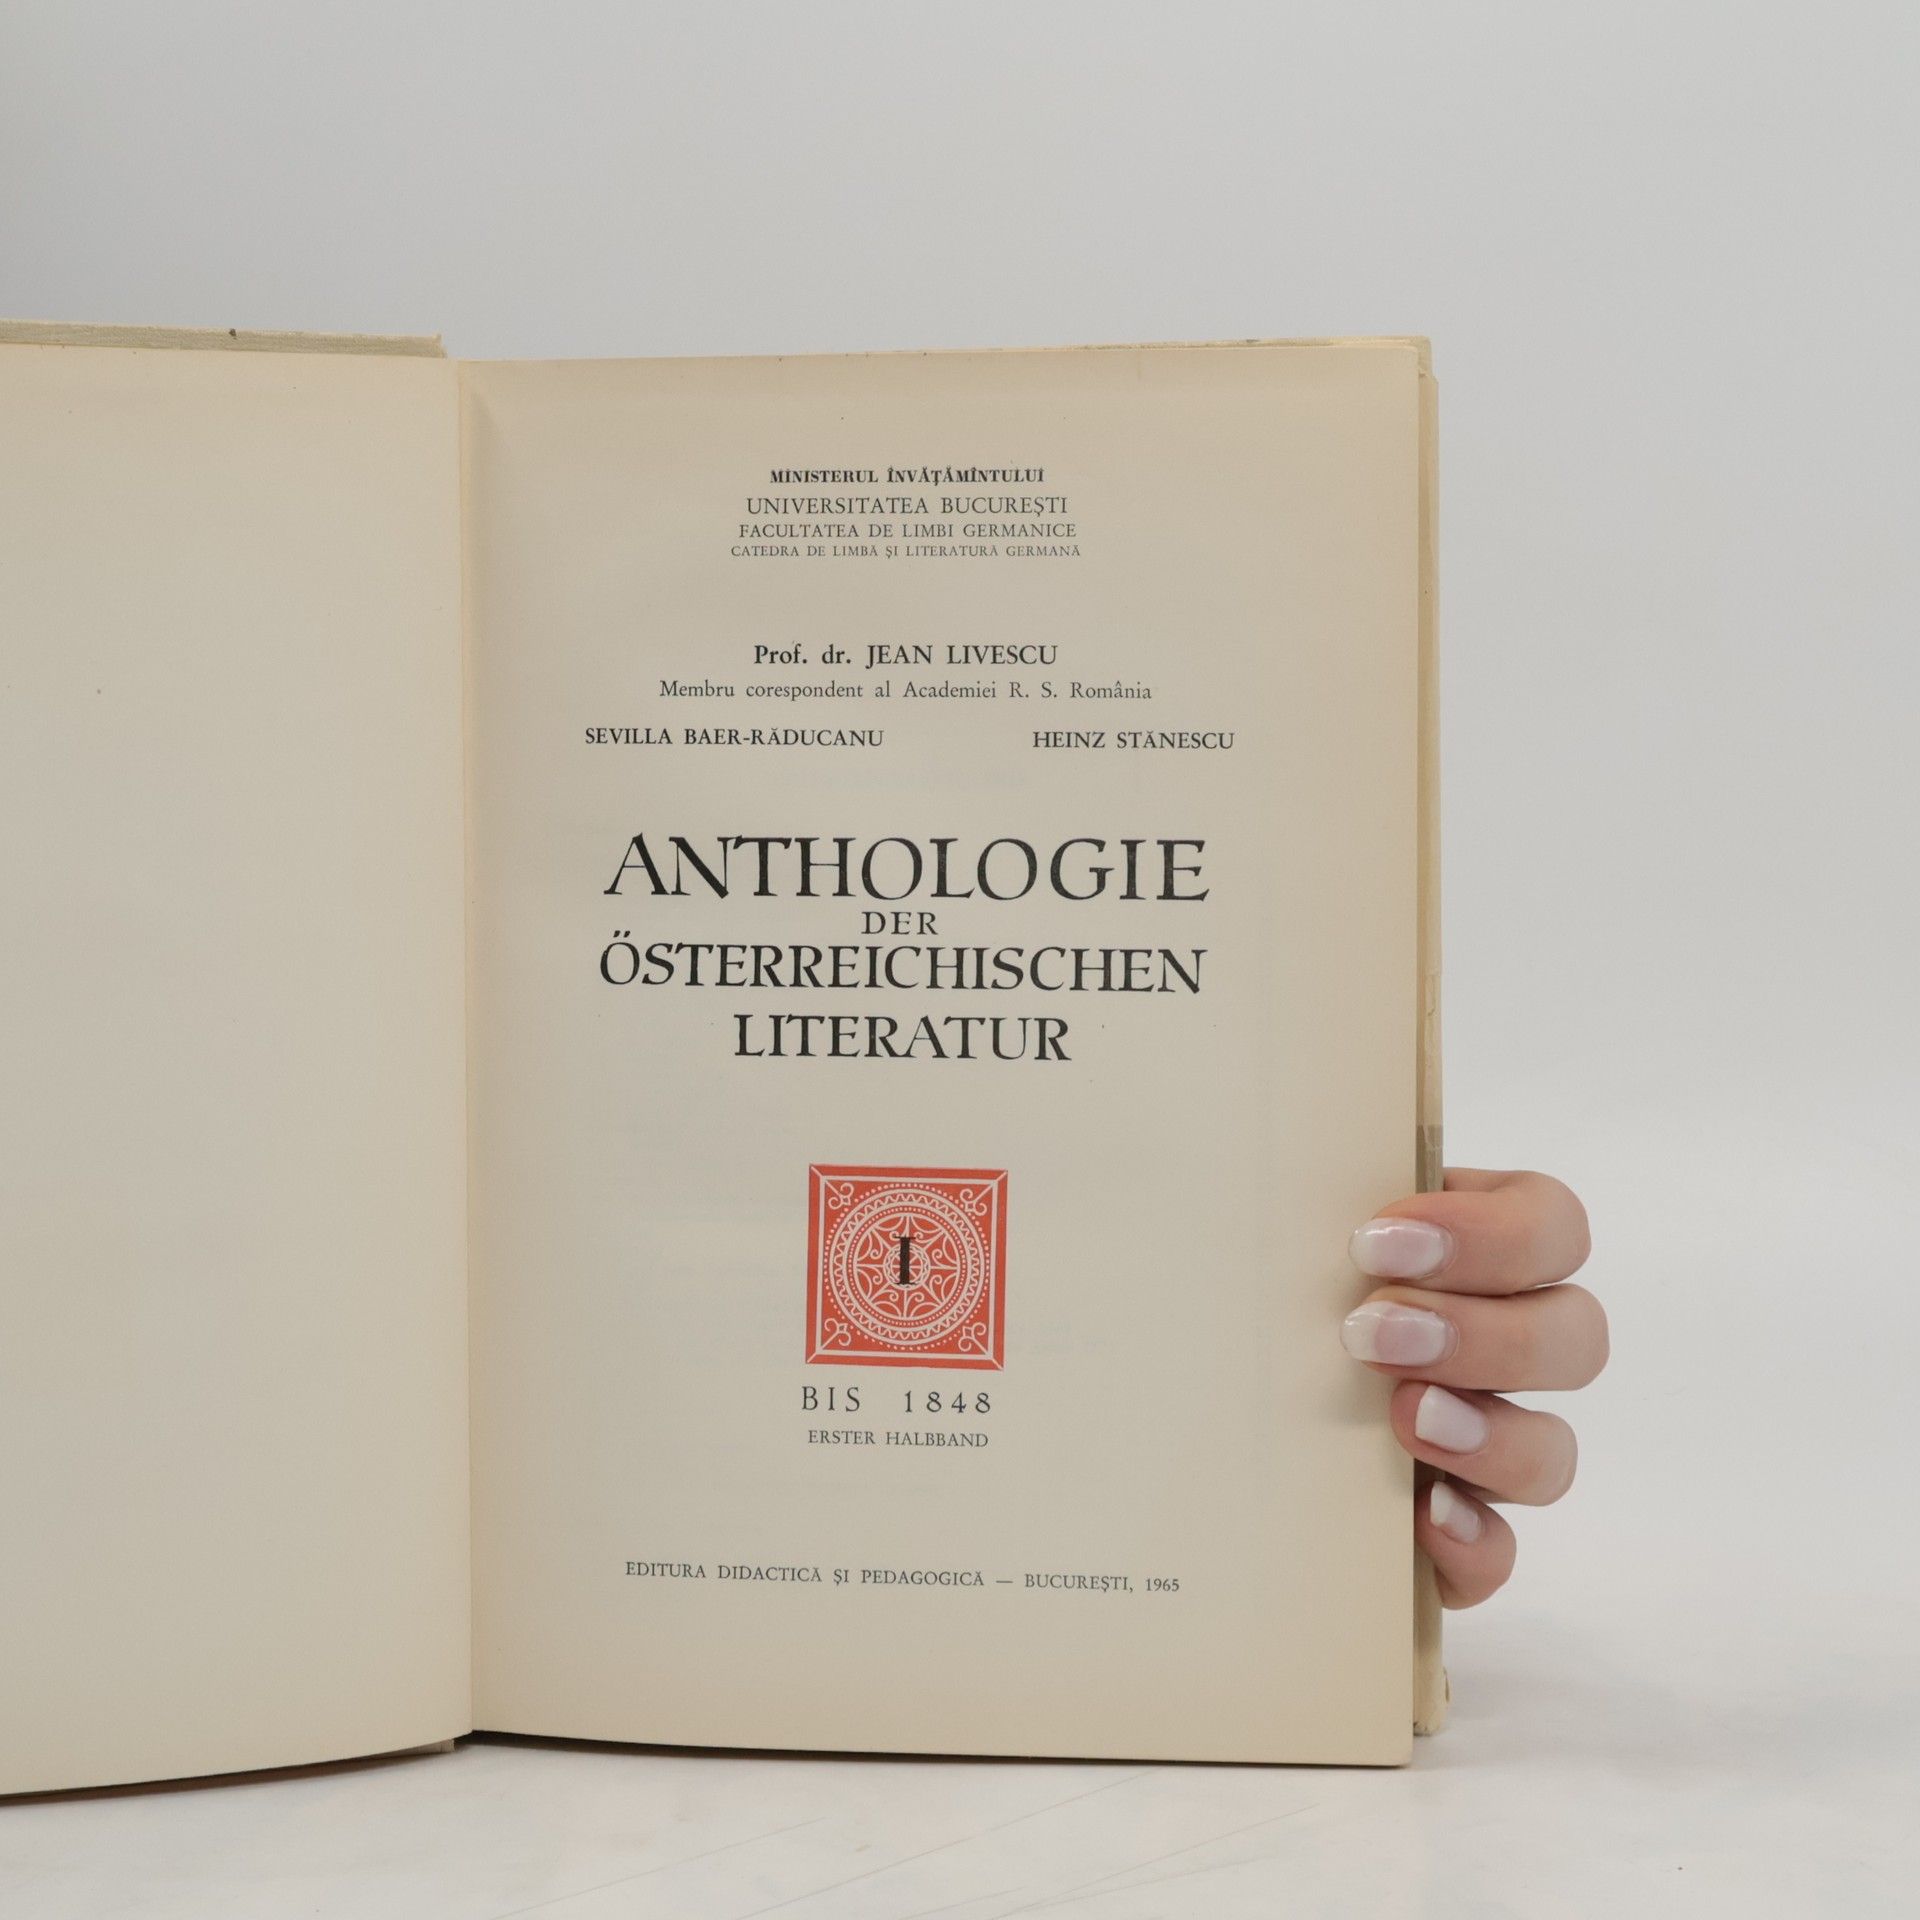 MINISTERUL ÎNVĂŢĂMÎNTULUI
UNIVERSITATEA BUCUREŞTI
FACULTATEA DE LIMBI GERMANICE
CATEDRA DE LIMBĂ ŞI LITERATURĂ GERMANĂ
Prof. dr. JEAN LIVESCU
Membru corespondent al Academiei R. S. România
SEVILLA BAER-RĂDUCANU HEINZ STĂNESCU
ANTHOLOGIE
DER
ÖSTERREICHISCHEN
LITERATUR
I
BIS 1848
ERSTER HALBBAND
EDITURA DIDACTICĂ ŞI PEDAGOGICĂ — BUCUREŞTI, 1965